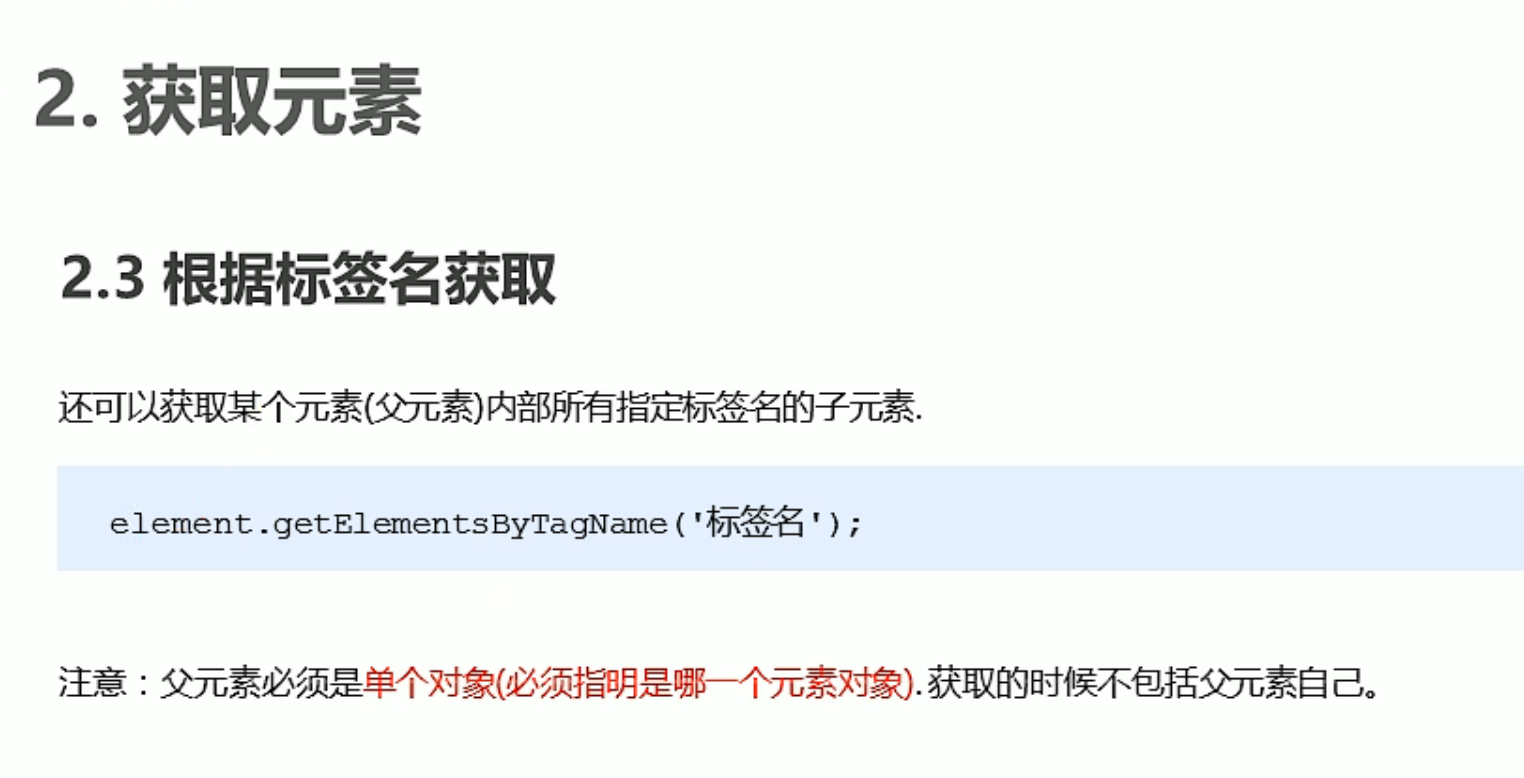 2. 获取元素
2.3 根据标签名获取
还可以获取某个元素(父元素)内部所有指定标签名的子元素.
element.getElementsByTagName('标签名');
注意：父元素必须是单个对象(必须指明是哪一个元素对象).获取的时候不包括父元素自己。